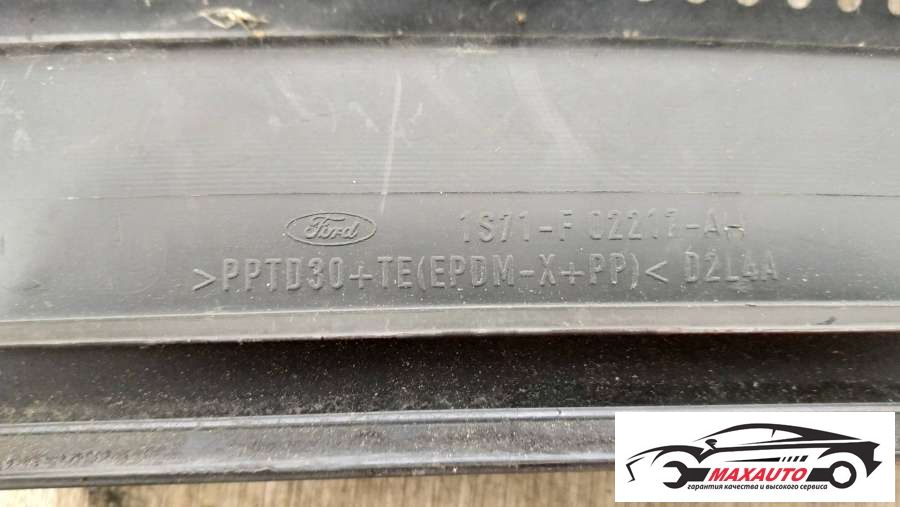 Ford
1S71-F02217-AH
>PPTD30+TE(EPDM-X+PP)< D2L4A
MAXAUTO
гарантия качества и высокого сервиса